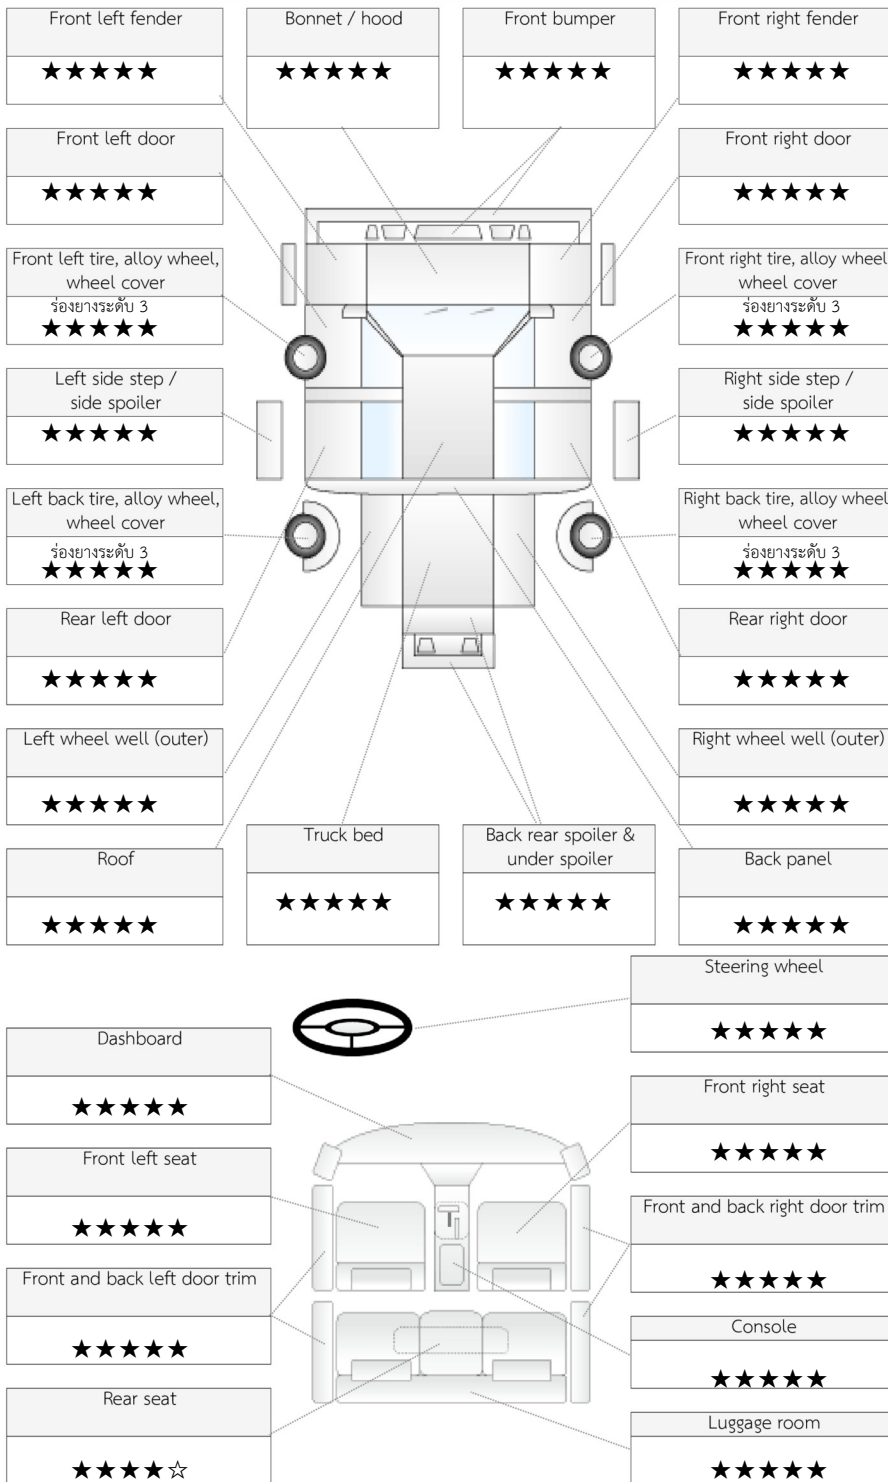 Front left fender
★★★★★
Bonnet / hood
★★★★★
Front bumper
★★★★★
Front right fender
★★★★★
Front left door
★★★★★
Front right door
★★★★★
Front left tire, alloy wheel,
wheel cover
ร่องยางระดับ 3
★★★★★
Front right tire, alloy wheel
wheel cover
ร่องยางระดับ 3
★★★★★
Left side step /
side spoiler
★★★★★
Right side step /
side spoiler
★★★★★
Left back tire, alloy wheel,
wheel cover
ร่องยางระดับ 3
★★★★★
Right back tire, alloy wheel
wheel cover
ร่องยางระดับ 3
★★★★★
Rear left door
★★★★★
Rear right door
★★★★★
Left wheel well (outer)
★★★★★
Right wheel well (outer)
★★★★★
Roof
★★★★★
Truck bed
★★★★★
Back rear spoiler &
under spoiler
★★★★★
Back panel
★★★★★
Steering wheel
★★★★★
Dashboard
★★★★★
Front right seat
★★★★★
Front left seat
★★★★★
Front and back right door trim
★★★★★
Front and back left door trim
★★★★★
Console
★★★★★
Rear seat
★★★★☆
Luggage room
★★★★★